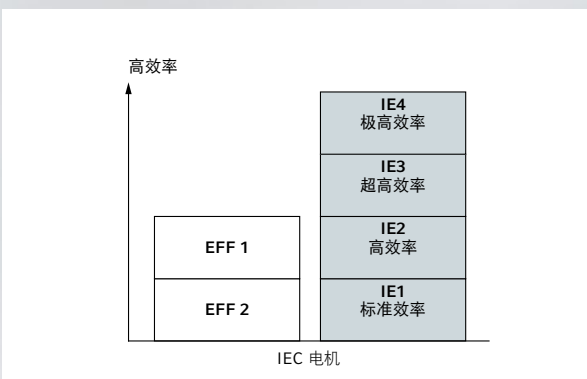 高效率
IE4
极高效率
IE3
超高效率
EFF 1
IE2
高效率
EFF 2
IE1
标准效率
IEC 电机